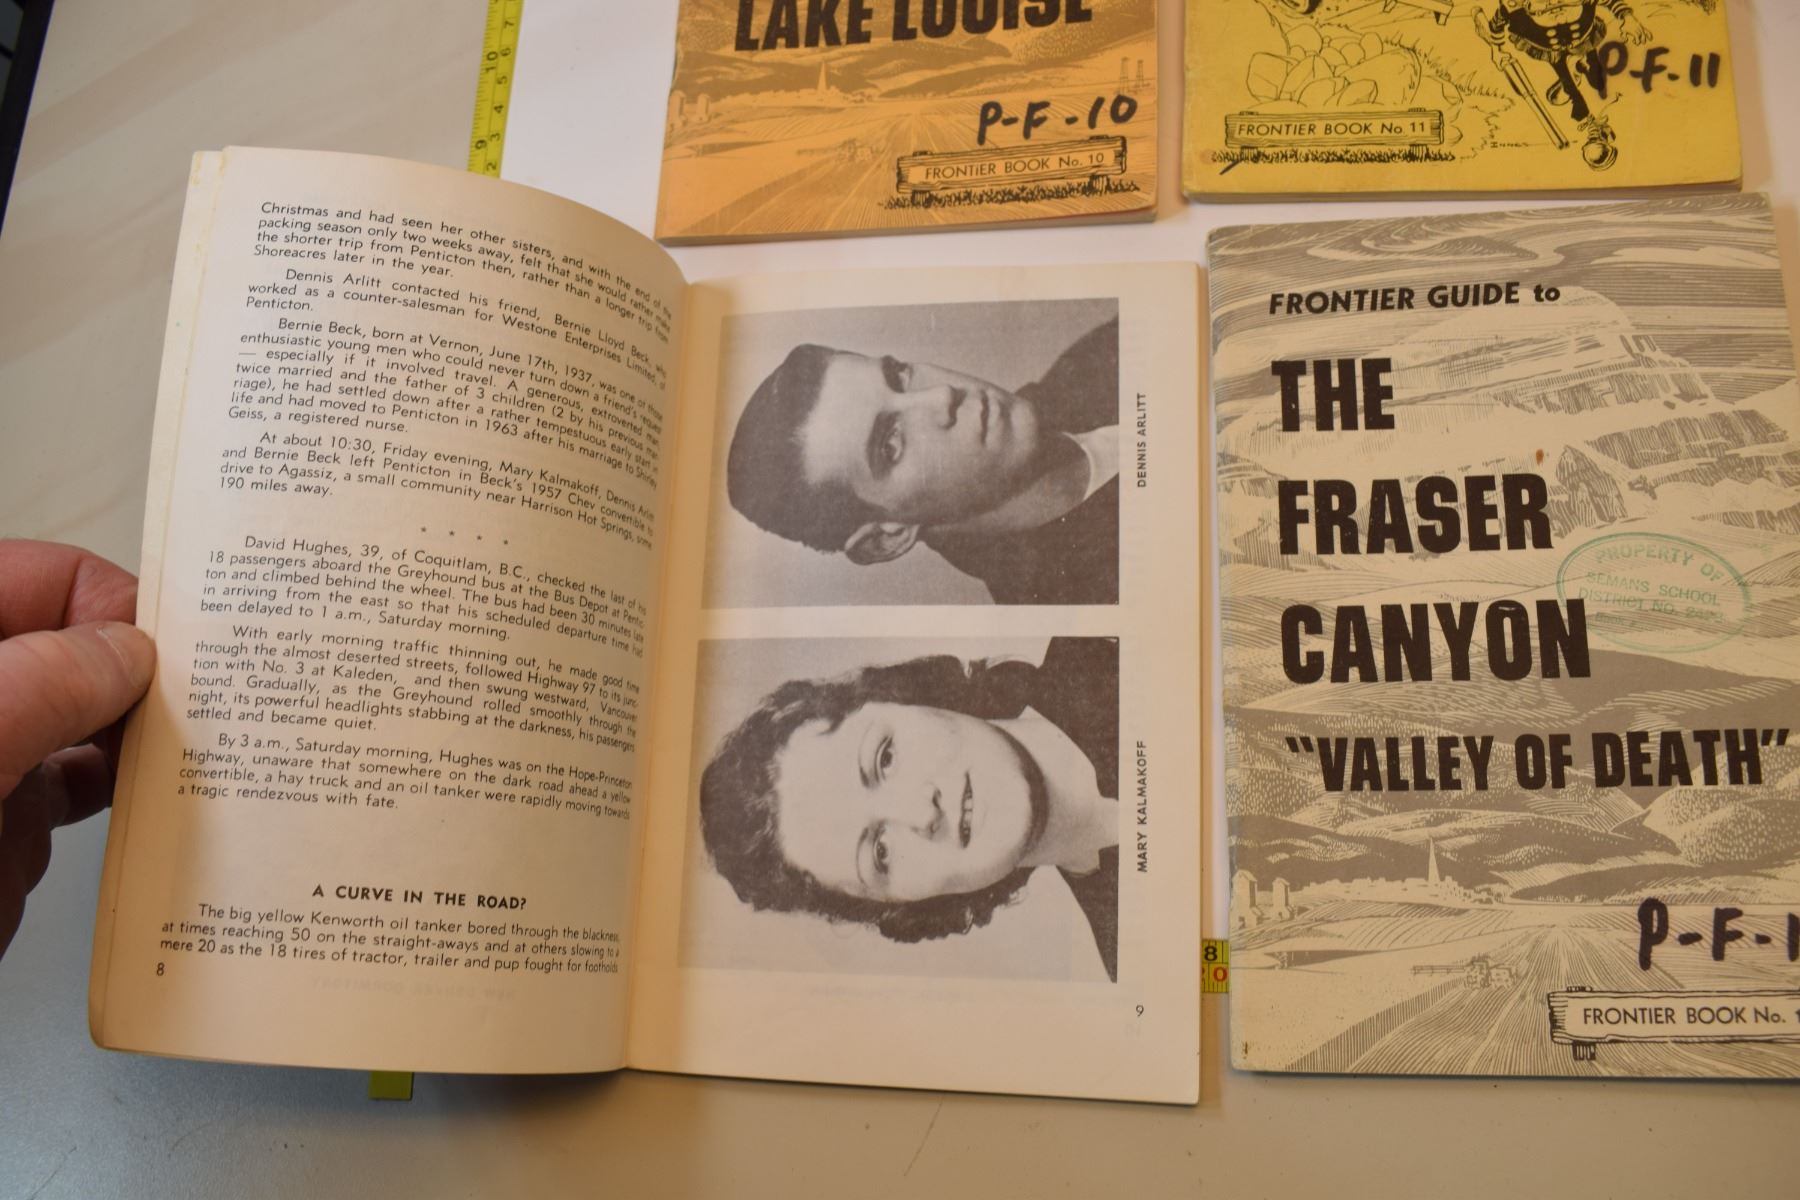 LAKE LOUISE
P-F-10
FRONTIER BOOK No. 10
P-F-11
FRONTIER BOOK No. 11
Christmas and had seen her other sisters, and with the end of the
packing season only two weeks away, felt that she would rather make
the shorter trip from Penticton then, rather than a longer trip from
Shoreacres later in the year.
Dennis Arlitt contacted his friend, Bernie Lloyd Beck, who
worked as a counter-salesman for Westone Enterprises Limited, of
Penticton.
Bernie Beck, born at Vernon, June 17th, 1937, was one of those
enthusiastic young men who could never turn down a friend's request
— especially if it involved travel. A generous, extroverted man,
twice married and the father of 3 children (2 by his previous mar-
riage), he had settled down after a rather tempestuous early start in
life and had moved to Penticton in 1963 after his marriage to Shirley
Geiss, a registered nurse.
At about 10:30, Friday evening, Mary Kalmakoff, Dennis Arlitt
and Bernie Beck left Penticton in Beck's 1957 Chev convertible to
drive to Agassiz, a small community near Harrison Hot Springs, some
190 miles away.
* * * *
David Hughes, 39, of Coquitlam, B.C., checked the last of his
18 passengers aboard the Greyhound bus at the Bus Depot at Pentic-
ton and climbed behind the wheel. The bus had been 30 minutes late
in arriving from the east so that his scheduled departure time had
been delayed to 1 a.m., Saturday morning.
With early morning traffic thinning out, he made good time
through the almost deserted streets, followed Highway 97 to its junc-
tion with No. 3 at Kaleden, and then swung westward, Vancouver
bound. Gradually, as the Greyhound rolled smoothly through the
night, its powerful headlights stabbing at the darkness, his passengers
settled and became quiet.
By 3 a.m., Saturday morning, Hughes was on the Hope-Princeton
Highway, unaware that somewhere on the dark road ahead a yellow
convertible, a hay truck and an oil tanker were rapidly moving towards
a tragic rendezvous with fate.
A CURVE IN THE ROAD?
The big yellow Kenworth oil tanker bored through the blackness,
at times reaching 50 on the straight-aways and at others slowing to a
mere 20 as the 18 tires of tractor, trailer and pup fought for footholds
8
DENNIS ARLITT
MARY KALMAKOFF
9
FRONTIER GUIDE to
THE
FRASER
CANYON
"VALLEY OF DEATH"
PROPERTY OF
SEMANS SCHOOL
DISTRICT NO.
P-F-1
FRONTIER BOOK No. 1